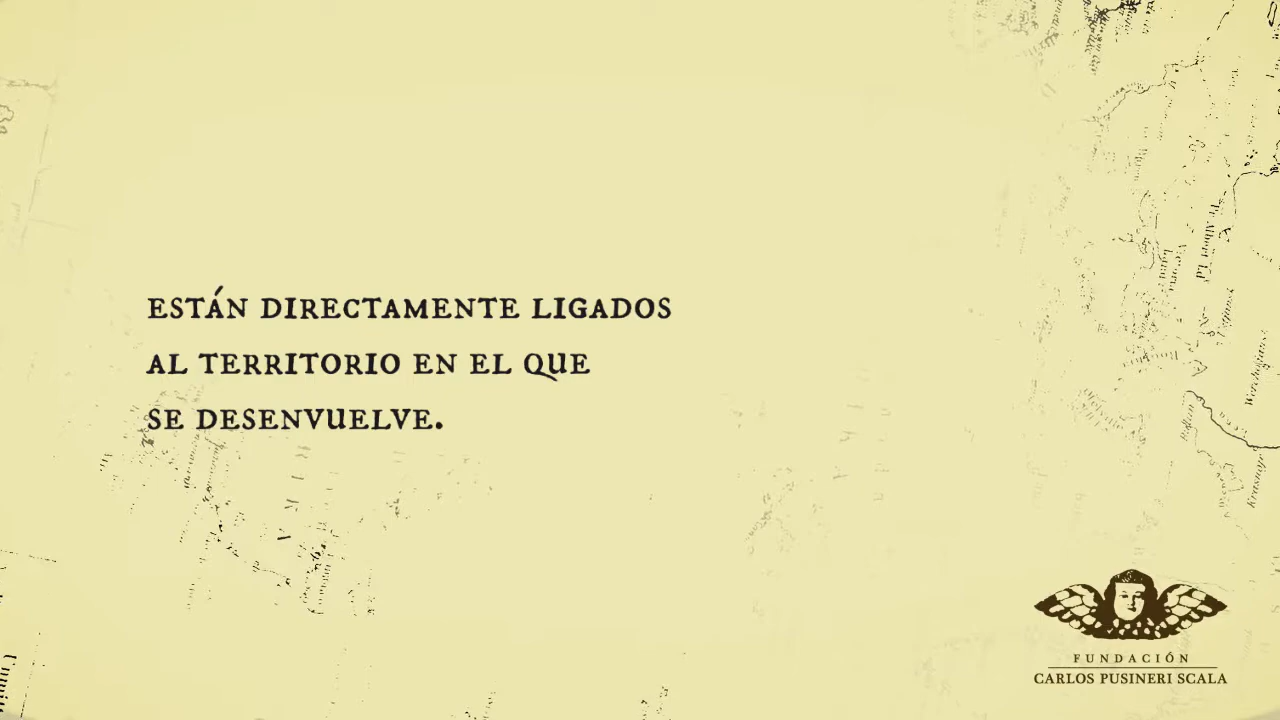 ESTÁN DIRECTAMENTE LIGADOS
AL TERRITORIO EN EL QUE
SE DESENVUELVE.
FUNDACIÓN
CARLOS PUSINERI SCALA